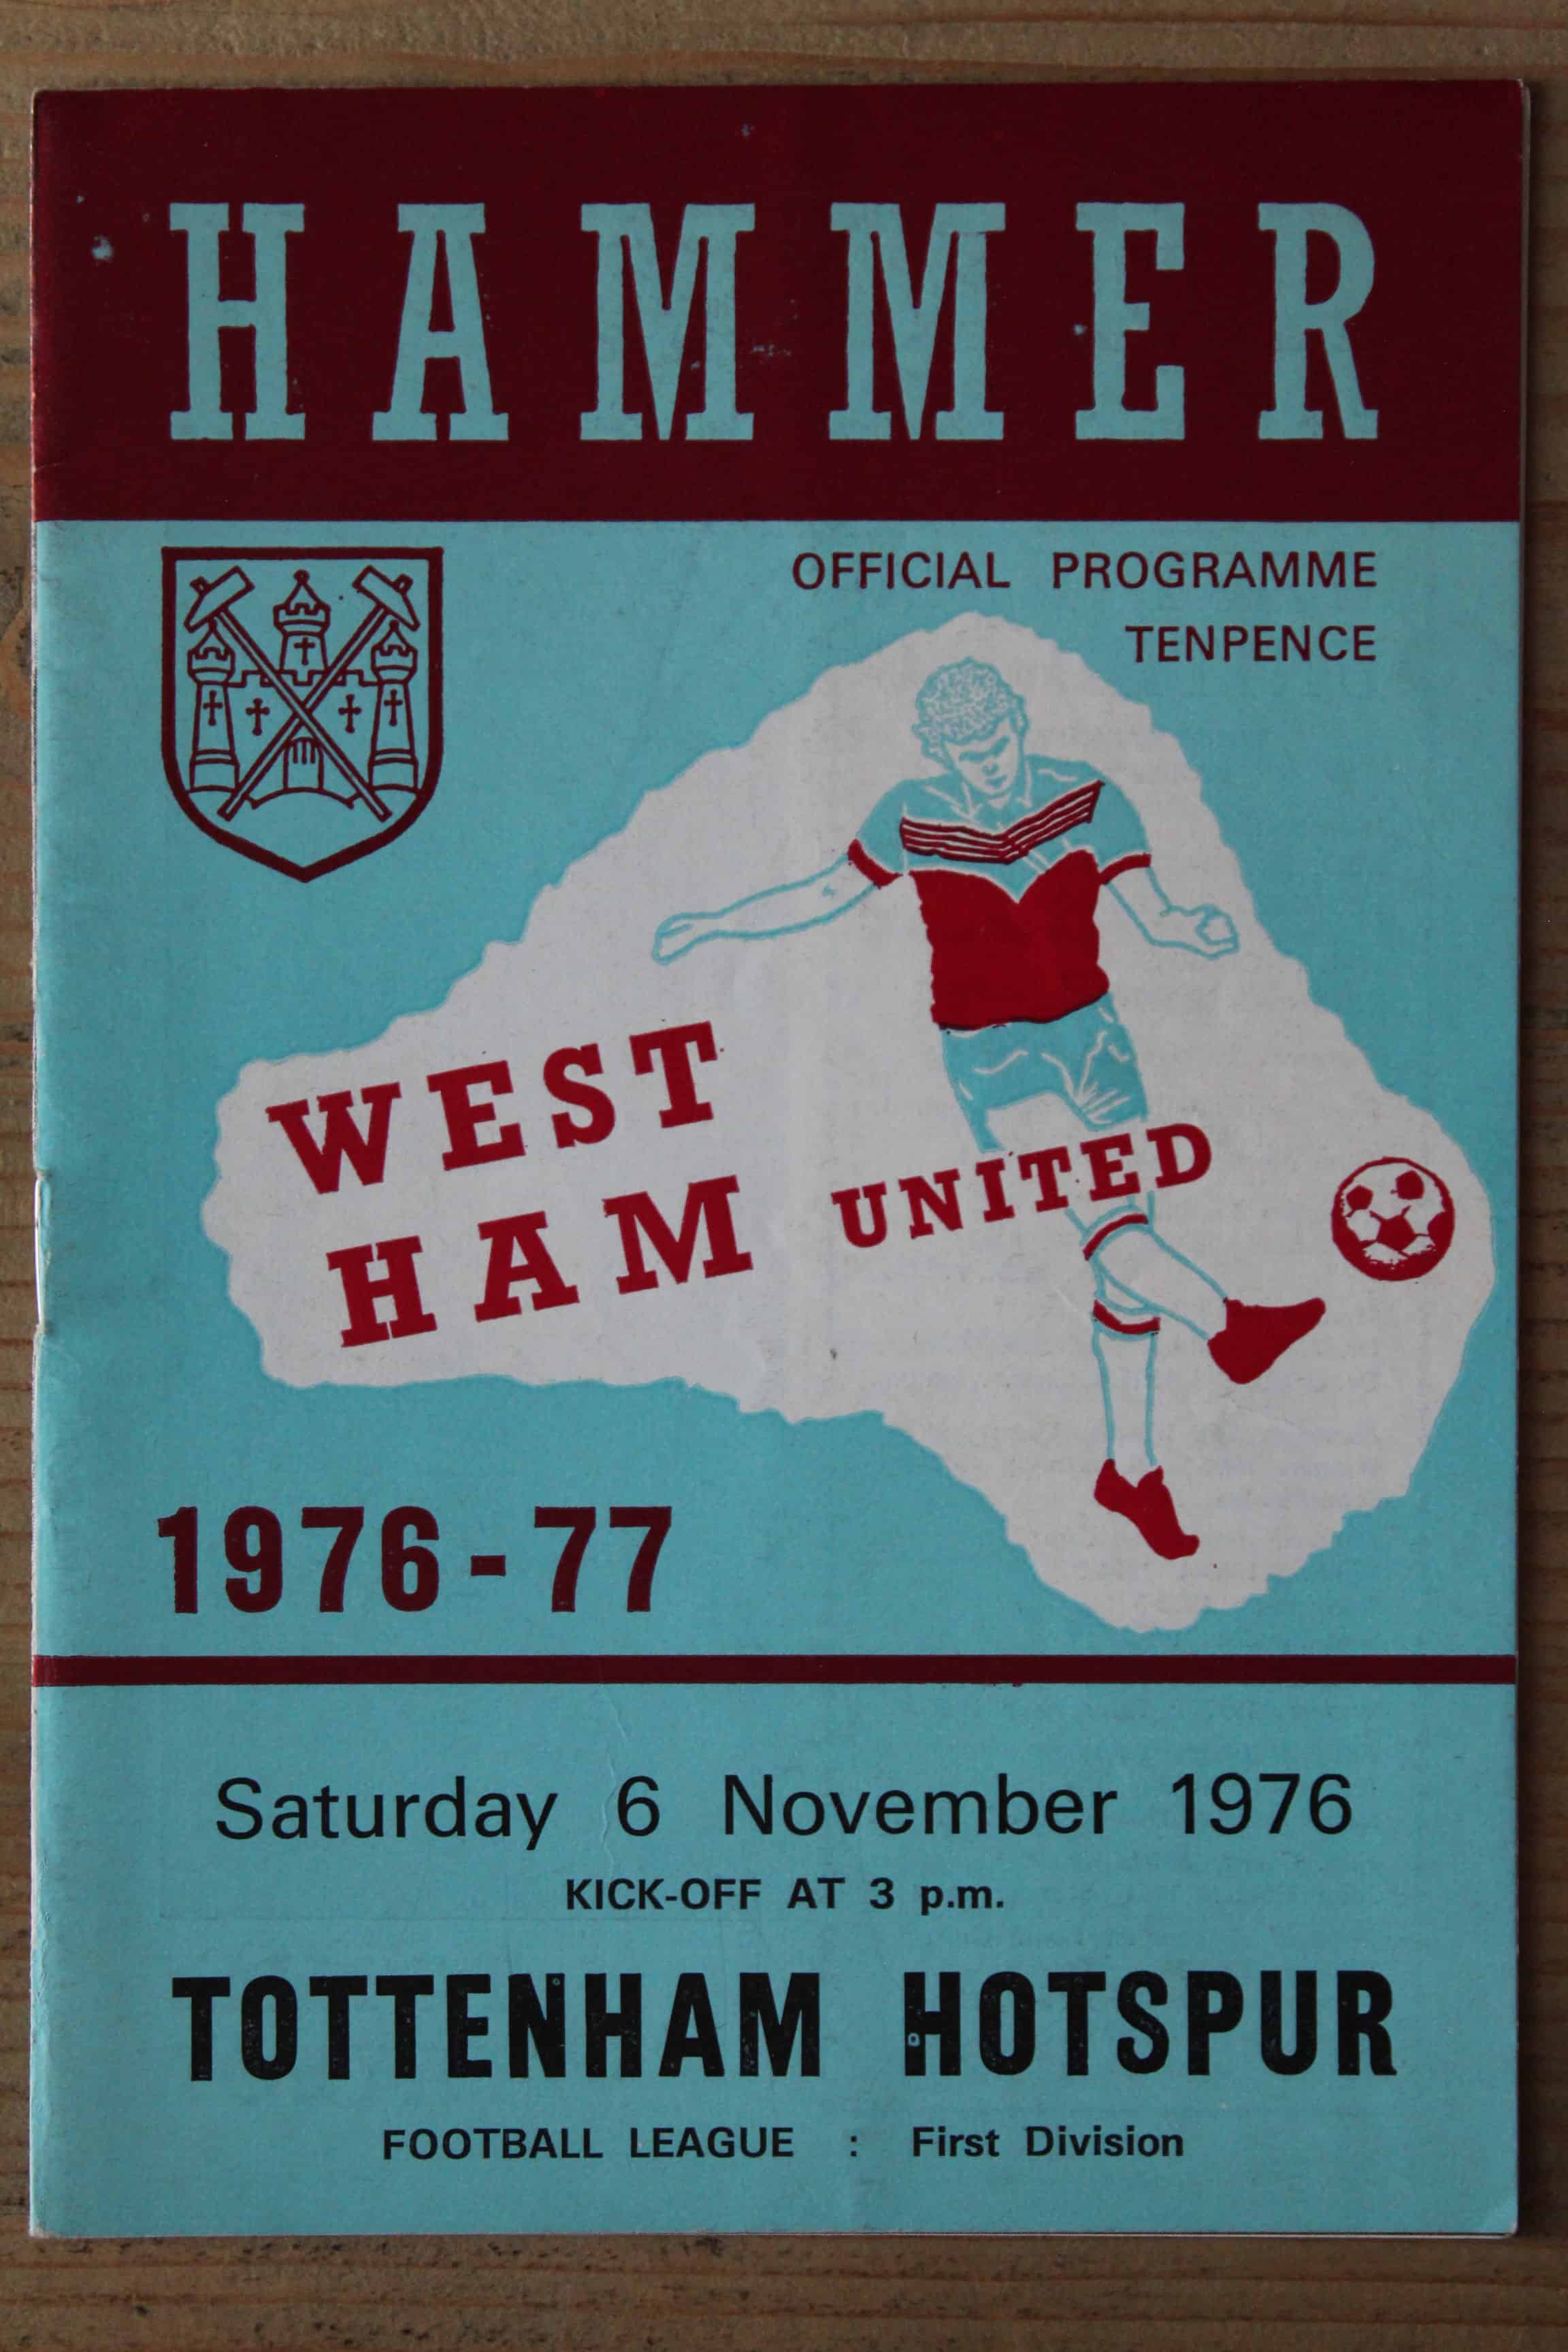 HAMMER
OFFICIAL PROGRAMME
TENPENCE
WEST
HAM UNITED
1976-77
Saturday 6 November 1976
KICK-OFF AT 3 p.m.
TOTTENHAM HOTSPUR
FOOTBALL LEAGUE : First Division